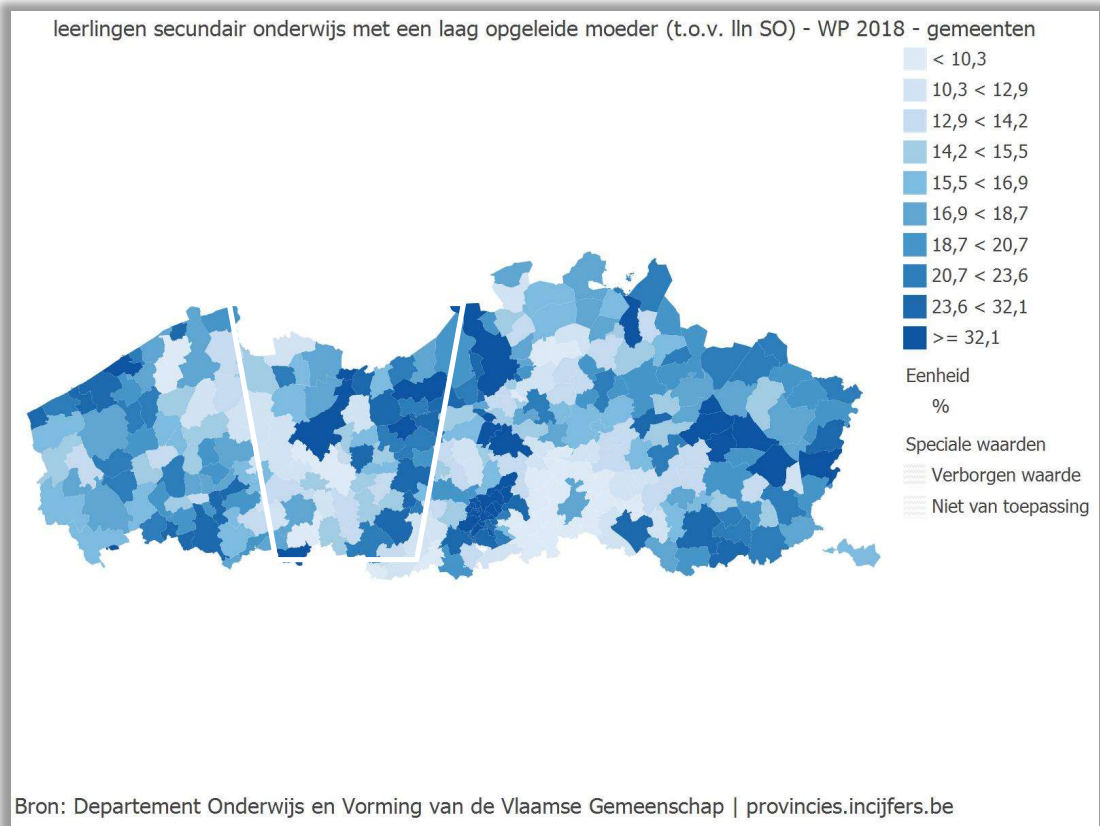 leerlingen secundair onderwijs met een laag opgeleide moeder (t.o.v. lln SO) - WP 2018 - gemeenten
< 10,3
10,3 < 12,9
12,9 < 14,2
14,2 < 15,5
15,5 < 16,9
16,9 < 18,7
18,7 < 20,7
20,7 < 23,6
23,6 < 32,1
>= 32,1
Eenheid
%
Speciale waarden
Verborgen waarde
Niet van toepassing
Bron: Departement Onderwijs en Vorming van de Vlaamse Gemeenschap | provincies.incijfers.be